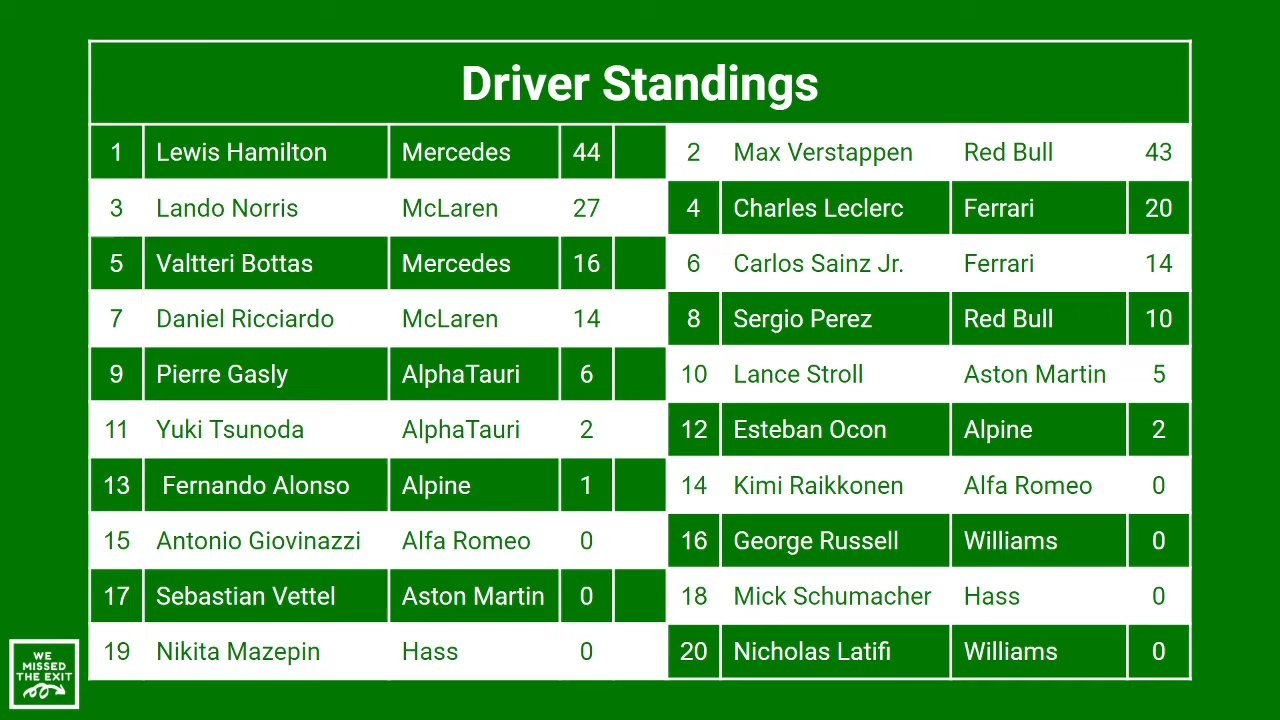 Driver Standings
1 Lewis Hamilton Mercedes 44 2 Max Verstappen Red Bull 43
3 Lando Norris McLaren 27 4 Charles Leclerc Ferrari 20
5 Valtteri Bottas Mercedes 16 6 Carlos Sainz Jr. Ferrari 14
7 Daniel Ricciardo McLaren 14 8 Sergio Perez Red Bull 10
9 Pierre Gasly AlphaTauri 6 10 Lance Stroll Aston Martin 5
11 Yuki Tsunoda AlphaTauri 2 12 Esteban Ocon Alpine 2
13 Fernando Alonso Alpine 1 14 Kimi Raikkonen Alfa Romeo 0
15 Antonio Giovinazzi Alfa Romeo 0 16 George Russell Williams 0
17 Sebastian Vettel Aston Martin 0 18 Mick Schumacher Hass 0
19 Nikita Mazepin Hass 0 20 Nicholas Latifi Williams 0
WE
MISSED
THE EXIT